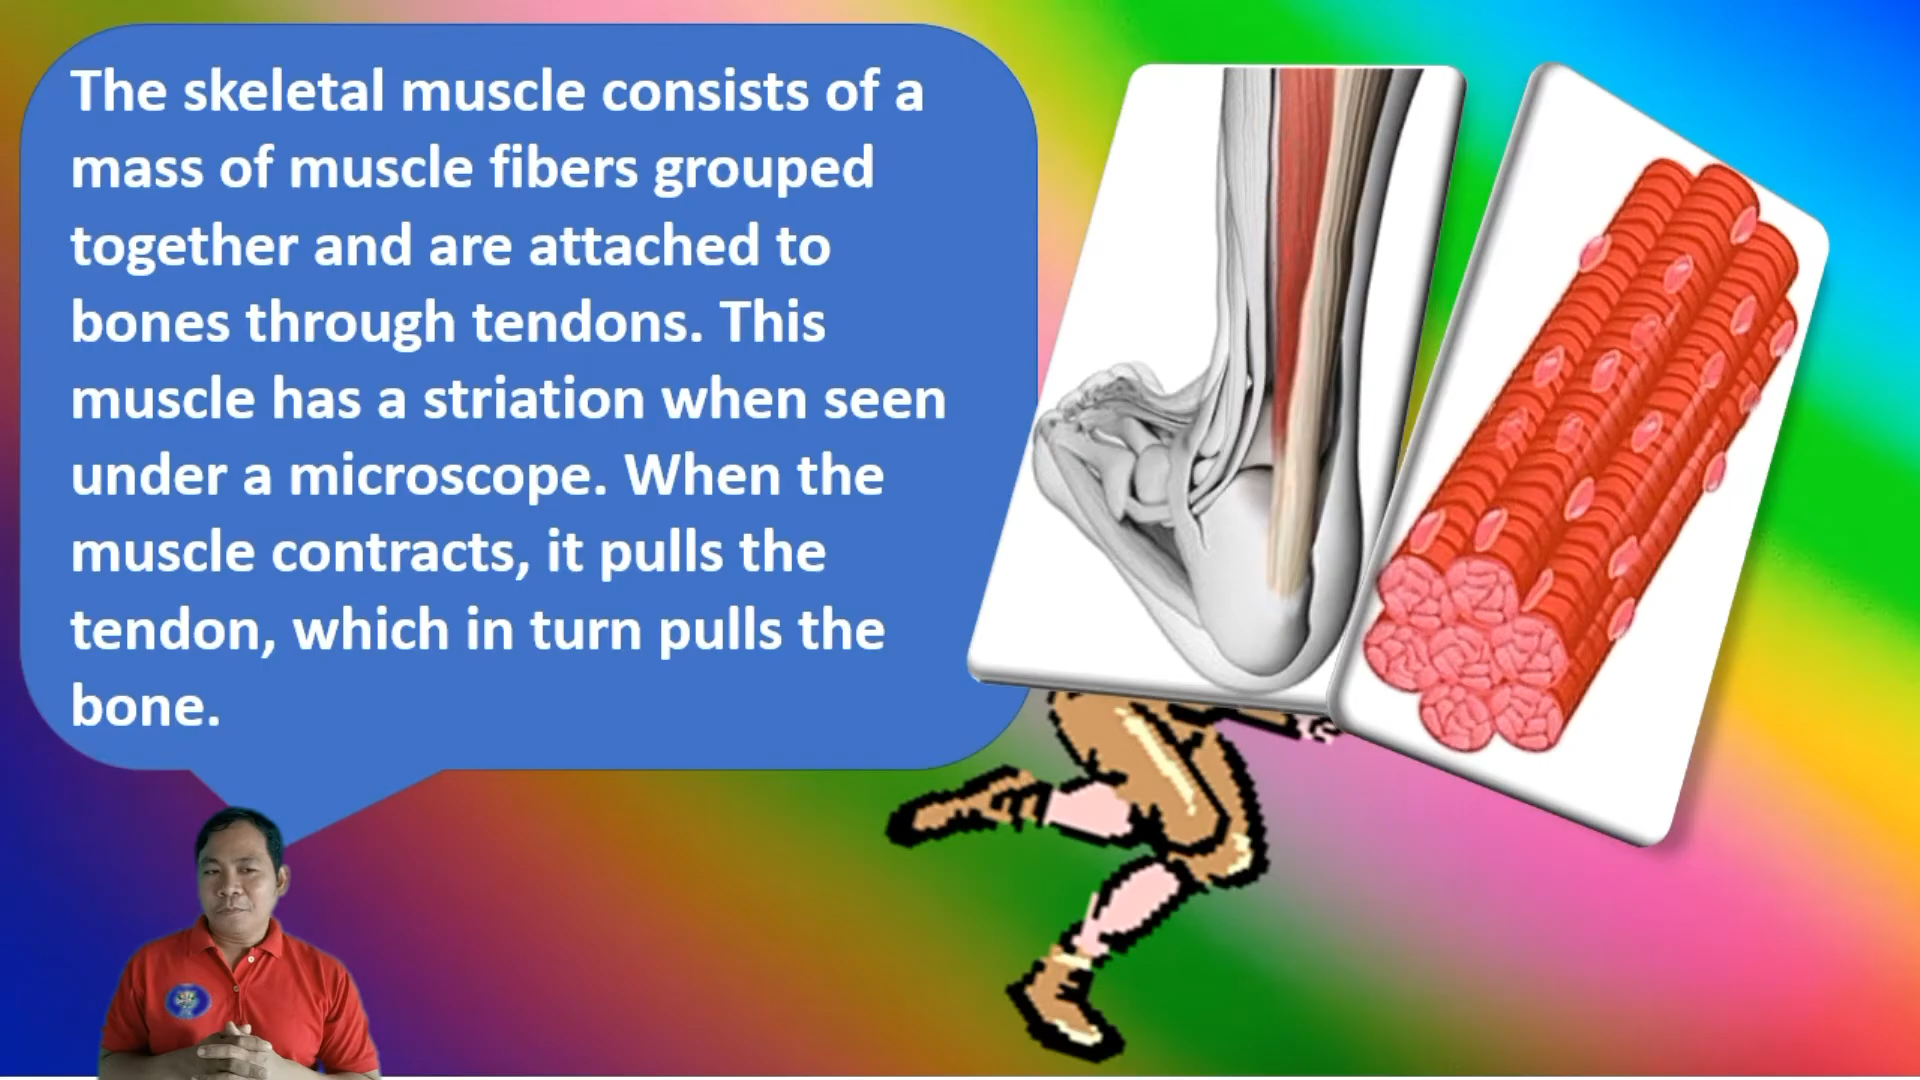 The skeletal muscle consists of a
mass of muscle fibers grouped
together and are attached to
bones through tendons. This
muscle has a striation when seen
under a microscope. When the
muscle contracts, it pulls the
tendon, which in turn pulls the
bone.